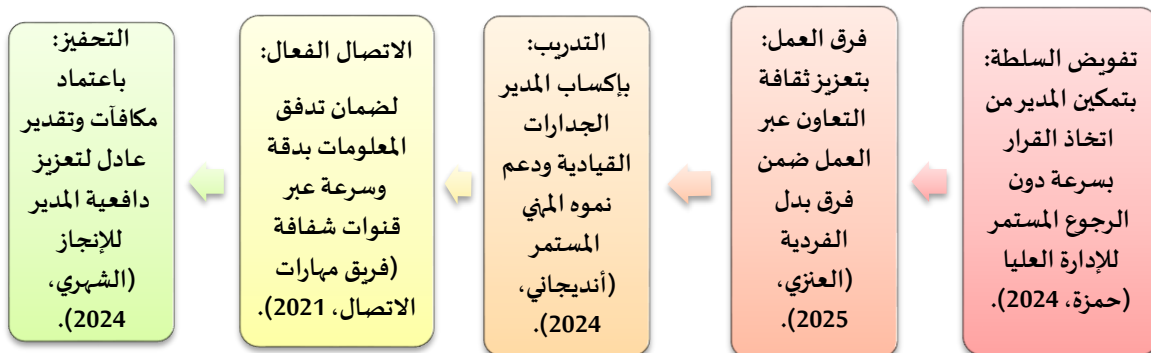 تفويض السلطة:
بتمكين المدير من
اتخاذ القرار
بسرعة دون
الرجوع المستمر
للإدارة العليا
(حمزة، 2024).
فرق العمل:
بتعزيز ثقافة
التعاون عبر
العمل ضمن
فرق بدل
الفردية
(العنزي،
2025).
التدريب:
بإكساب المدير
الجدارات
القيادية ودعم
نموه المهني
المستمر
(أنديجاني،
2024).
الاتصال الفعال:
لضمان تدفق
المعلومات بدقة
وسرعة عبر
قنوات شفافة
(فريق مهارات
الاتصال، 2021).
التحفيز:
باعتماد
مكافآت وتقدير
عادل لتعزيز
دافعية المدير
للإنجاز
(الشهري،
2024).